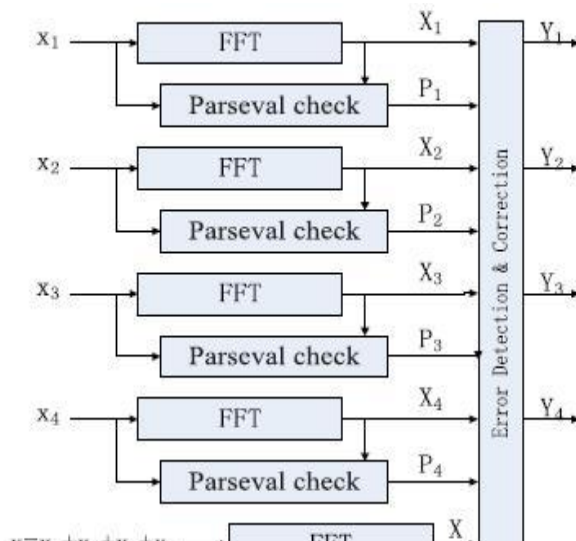 x₁ FFT X₁ Y₁
Parseval check P₁
x₂ FFT X₂ Y₂
Parseval check P₂
x₃ FFT X₃ Y₃
Parseval check P₃
x₄ FFT X₄ Y₄
Parseval check P₄
FFT X
Error Detection & Correction